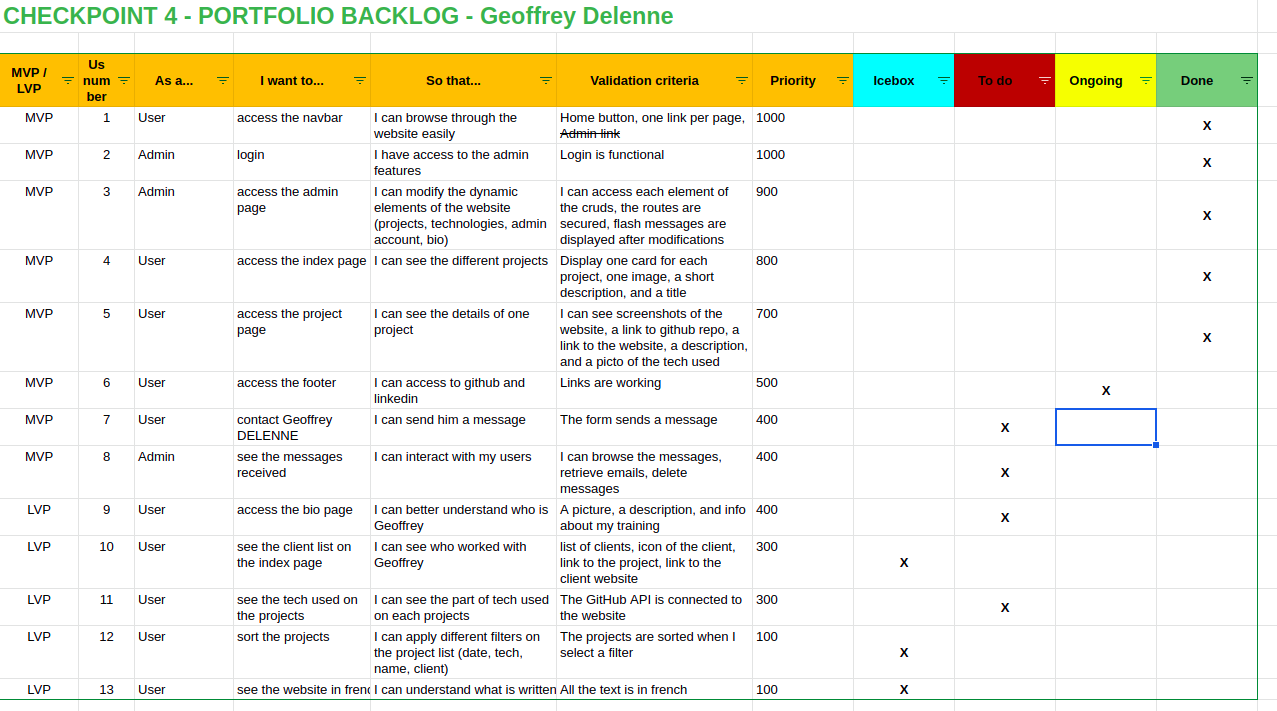 CHECKPOINT 4 - PORTFOLIO BACKLOG - Geoffrey Delenne
MVP / LVP Us number As a... I want to... So that... Validation criteria Priority Icebox To do Ongoing Done
MVP 1 User access the navbar I can browse through the website easily Home button, one link per page, Admin link 1000 X
MVP 2 Admin login I have access to the admin features Login is functional 1000 X
MVP 3 Admin access the admin page I can modify the dynamic elements of the website (projects, technologies, admin account, bio) I can access each element of the cruds, the routes are secured, flash messages are displayed after modifications 900 X
MVP 4 User access the index page I can see the different projects Display one card for each project, one image, a short description, and a title 800 X
MVP 5 User access the project page I can see the details of one project I can see screenshots of the website, a link to github repo, a link to the website, a description, and a picto of the tech used 700 X
MVP 6 User access the footer I can access to github and linkedin Links are working 500 X
MVP 7 User contact Geoffrey DELENNE I can send him a message The form sends a message 400 X
MVP 8 Admin see the messages received I can interact with my users I can browse the messages, retrieve emails, delete messages 400 X
LVP 9 User access the bio page I can better understand who is Geoffrey A picture, a description, and info about my training 400 X
LVP 10 User see the client list on the index page I can see who worked with Geoffrey list of clients, icon of the client, link to the project, link to the client website 300 X
LVP 11 User see the tech used on the projects I can see the part of tech used on each projects The GitHub API is connected to the website 300 X
LVP 12 User sort the projects I can apply different filters on the project list (date, tech, name, client) The projects are sorted when I select a filter 100 X
LVP 13 User see the website in frenc I can understand what is written All the text is in french 100 X